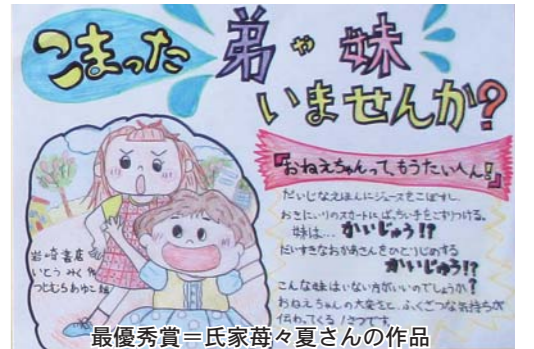 こまった
弟や妹
いませんか?
『おねえちゃんって、もうたいへん!』
だいじなえほんにジュースをこぼすし、
おきにいりのスカートに、ばっちい手をこすりつける。
妹は… かいじゅう!?
だいすきなおかあさんをひとりじめする
かいじゅう!?
こんな妹はいない方がいいのでしょうか?
おねえちゃんの大変さと、ふくざつな気持ちが
伝わってくる1さつです。
岩崎書店
いとうみく 作
つじむらあゆこ 絵
最優秀賞=氏家苺々夏さんの作品